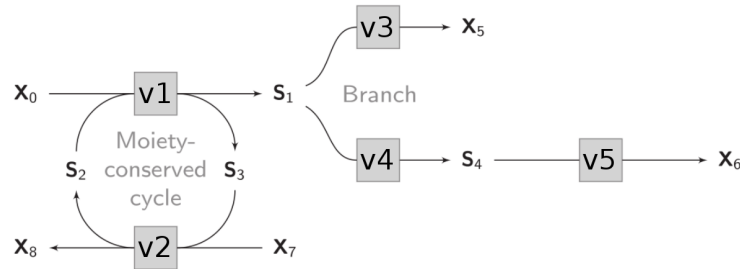 v3 X₅
X₀ v1 S₁ Branch
Moiety-
conserved
cycle
S₂ S₃
v4 S₄ v5 X₆
X₈ v2 X₇